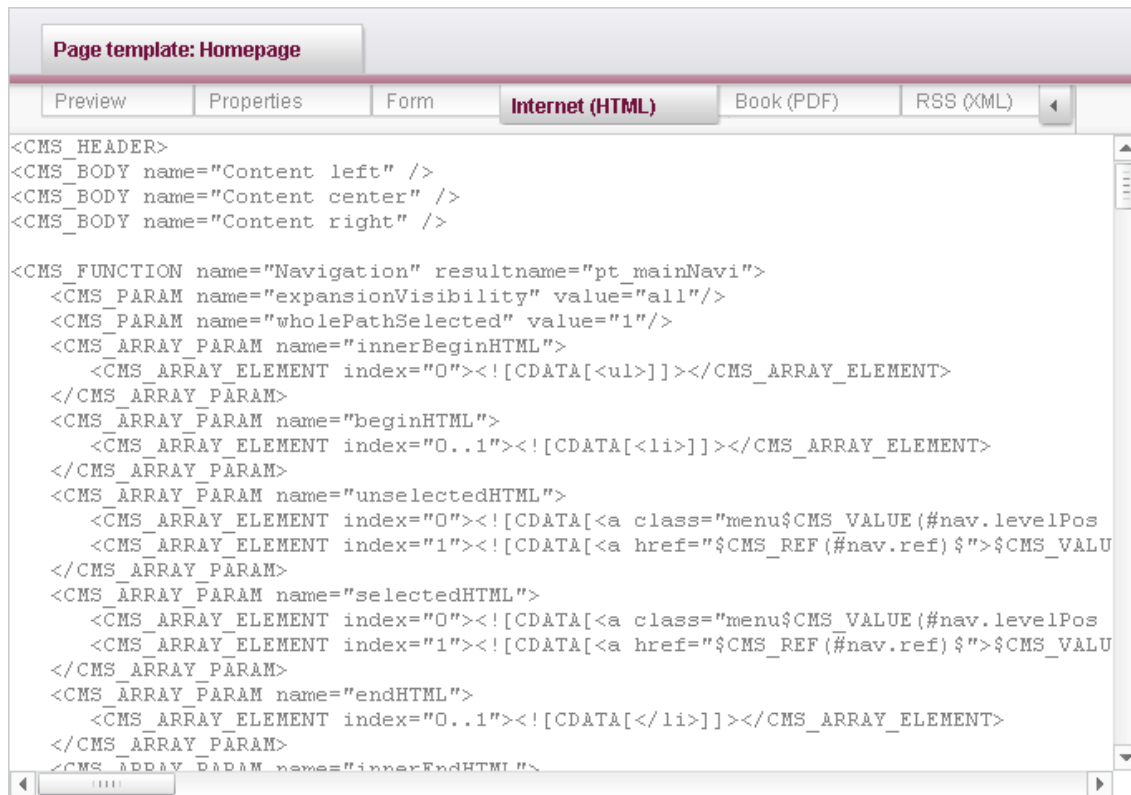 Page template: Homepage
Preview Properties Form Internet (HTML) Book (PDF) RSS (XML)
<CMS_HEADER>
<CMS_BODY name="Content left" />
<CMS_BODY name="Content center" />
<CMS_BODY name="Content right" />
<CMS_FUNCTION name="Navigation" resultname="pt_mainNavi">
<CMS_PARAM name="expansionVisibility" value="all"/>
<CMS_PARAM name="wholePathSelected" value="1"/>
<CMS_ARRAY_PARAM name="innerBeginHTML">
<CMS_ARRAY_ELEMENT index="0"><![CDATA[<ul>]]></CMS_ARRAY_ELEMENT>
</CMS_ARRAY_PARAM>
<CMS_ARRAY_PARAM name="beginHTML">
<CMS_ARRAY_ELEMENT index="0..1"><![CDATA[<li>]]></CMS_ARRAY_ELEMENT>
</CMS_ARRAY_PARAM>
<CMS_ARRAY_PARAM name="unselectedHTML">
<CMS_ARRAY_ELEMENT index="0"><![CDATA[<a class="menu$CMS_VALUE(#nav.levelPos
<CMS_ARRAY_ELEMENT index="1"><![CDATA[<a href="$CMS_REF(#nav.ref)$">$CMS_VALU
</CMS_ARRAY_PARAM>
<CMS_ARRAY_PARAM name="selectedHTML">
<CMS_ARRAY_ELEMENT index="0"><![CDATA[<a class="menu$CMS_VALUE(#nav.levelPos
<CMS_ARRAY_ELEMENT index="1"><![CDATA[<a href="$CMS_REF(#nav.ref)$">$CMS_VALU
</CMS_ARRAY_PARAM>
<CMS_ARRAY_PARAM name="endHTML">
<CMS_ARRAY_ELEMENT index="0..1"><![CDATA[</li>]]></CMS_ARRAY_ELEMENT>
</CMS_ARRAY_PARAM>
<CMS_ARRAY_PARAM name="innerEndHTML">